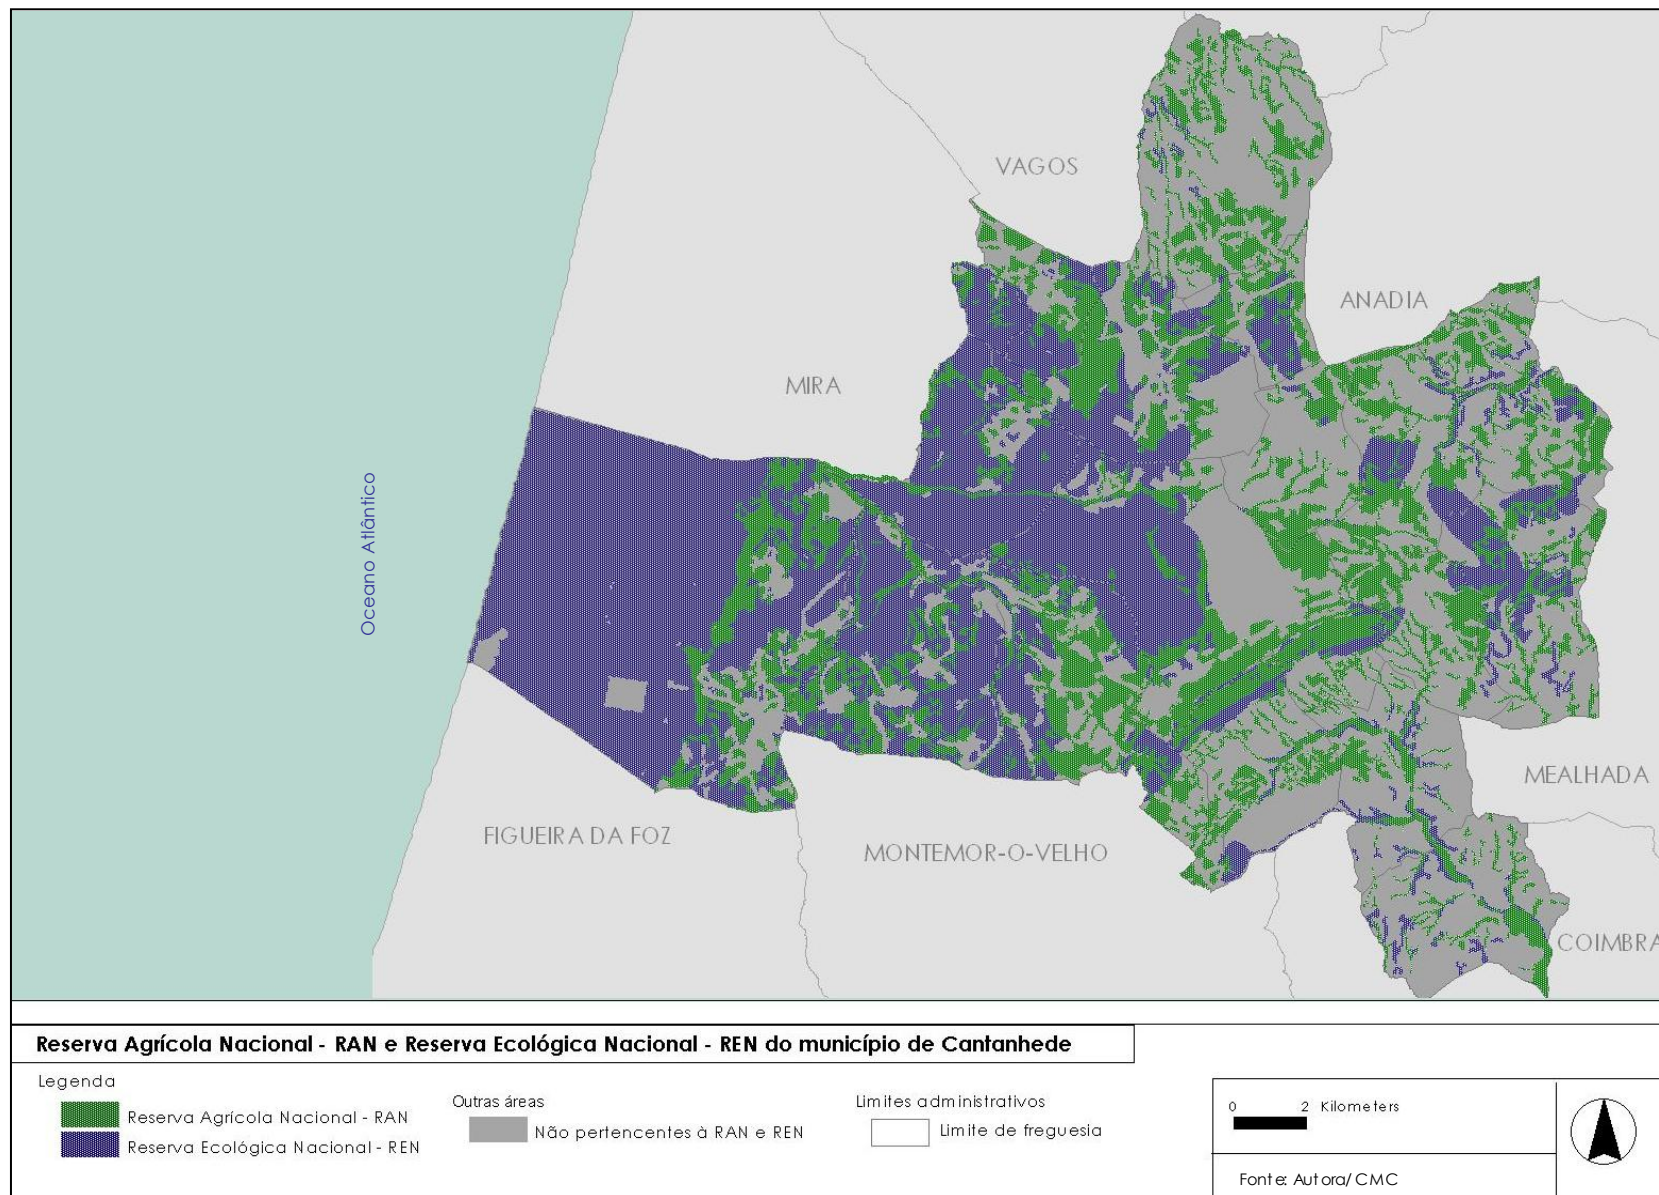 VAGOS
ANADIA
MIRA
Oceano Atlântico
MEALHADA
FIGUEIRA DA FOZ
MONTEMOR-O-VELHO
COIMBRA
Reserva Agrícola Nacional - RAN e Reserva Ecológica Nacional - REN do município de Cantanhede
Legenda
Reserva Agrícola Nacional - RAN
Reserva Ecológica Nacional - REN
Outras áreas
Não pertencentes à RAN e REN
Limites administrativos
Limite de freguesia
0 2 Kilometers
Fonte: Autora/CMC